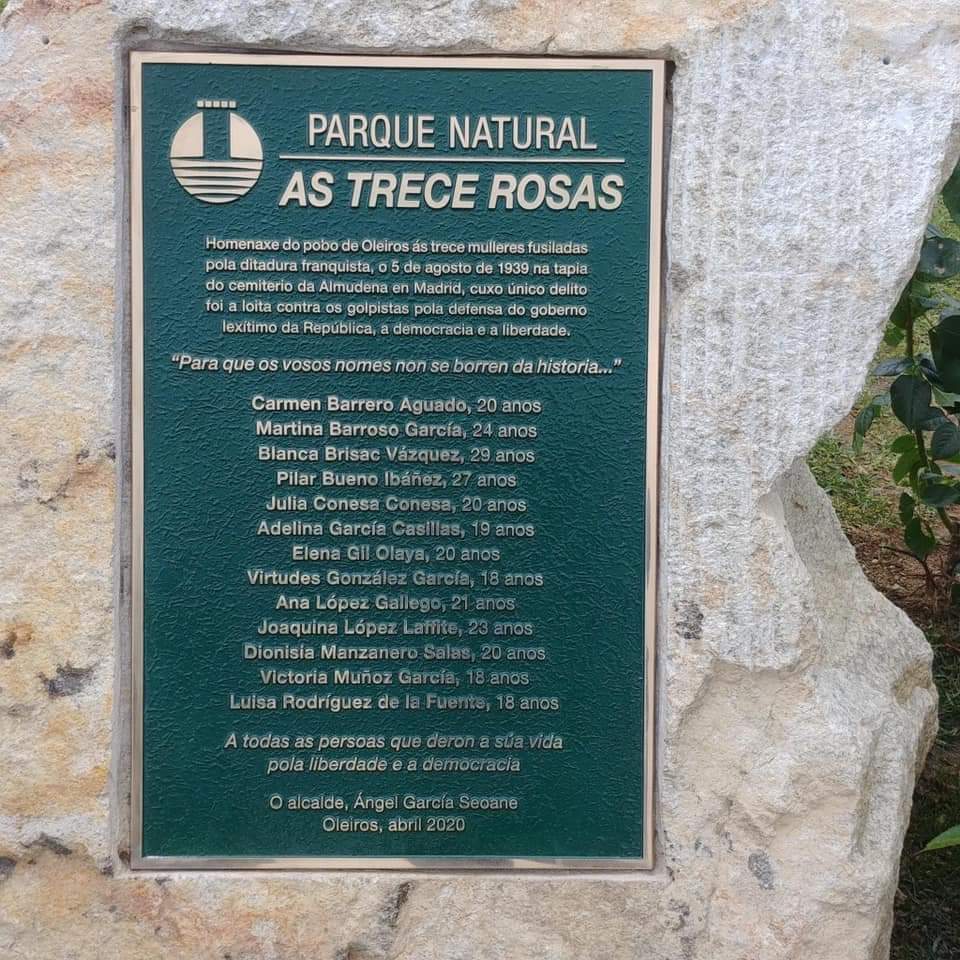 PARQUE NATURAL
AS TRECE ROSAS
Homenaxe do pobo de Oleiros ás trece mulleres fusiladas
pola ditadura franquista, o 5 de agosto de 1939 na tapia
do cemiterio da Almudena en Madrid, cuxo único delito
foi a loita contra os golpistas pola defensa do goberno
lexítimo da República, a democracia e a liberdade.
“Para que os vosos nomes non se borren da historia...”
Carmen Barrero Aguado, 20 anos
Martina Barroso García, 24 anos
Blanca Brisac Vázquez, 29 anos
Pilar Bueno Ibáñez, 27 anos
Julia Conesa Conesa, 20 anos
Adelina García Casillas, 19 anos
Elena Gil Olaya, 20 anos
Virtudes González García, 18 anos
Ana López Gallego, 21 anos
Joaquina López Laffite, 23 anos
Dionisia Manzanero Salas, 20 anos
Victoria Muñoz García, 18 anos
Luisa Rodríguez de la Fuente, 18 anos
A todas as persoas que deron a súa vida
pola liberdade e a democracia
O alcalde, Ángel García Seoane
Oleiros, abril 2020